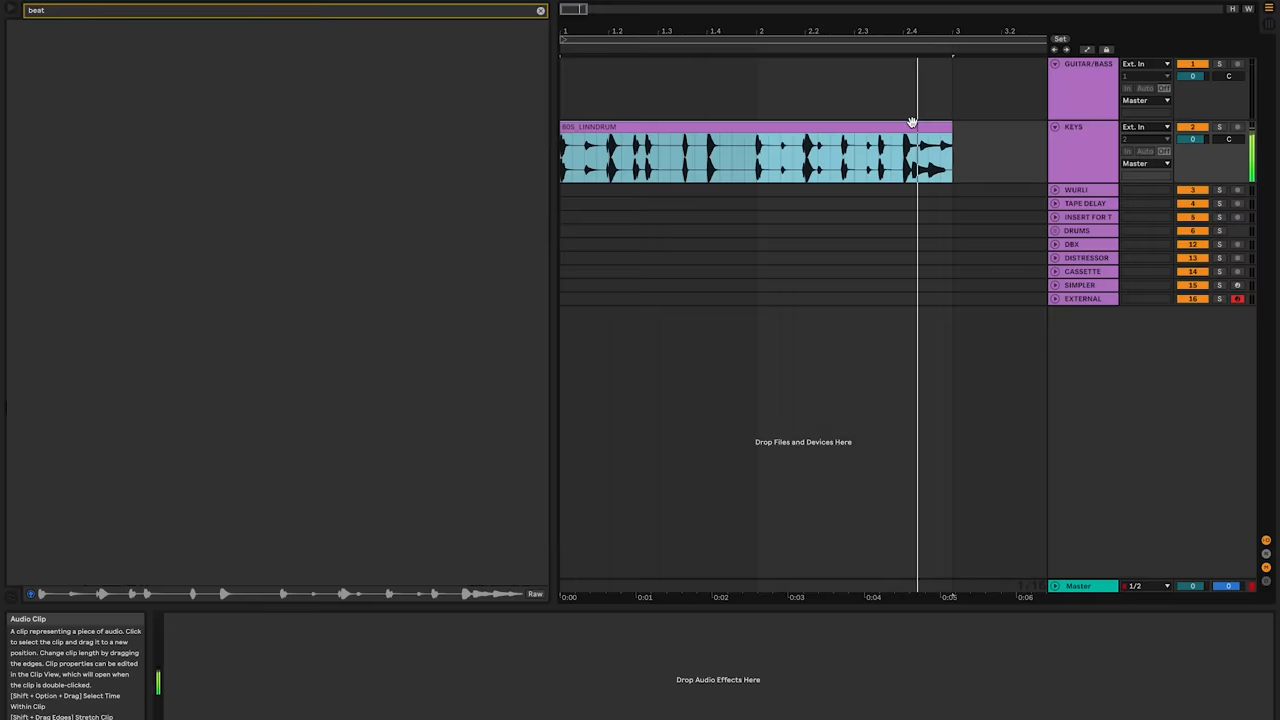 beat
H W
1 1.2 1.3 1.4 2 2.2 2.3 2.4 3 3.2
Set
GUITAR/BASS Ext. In 1 S
1 0 C
In Auto Off
Master
60S_LINNDRUM
KEYS Ext. In 2 S
2 0 C
In Auto Off
Master
WURLI 3 S
TAPE DELAY 4 S
INSERT FOR T 5 S
DRUMS 6 S
DBX 12 S
DISTRESSOR 13 S
CASSETTE 14 S
SIMPLER 15 S
EXTERNAL 16 S
Drop Files and Devices Here
1/16
Master 1/2 0 0
Raw
0:00 0:01 0:02 0:03 0:04 0:05 0:06
Audio Clip
A clip representing a piece of audio. Click
to select the clip and drag it to a new
position. Change clip length by dragging
the edges. Clip properties can be edited
in the Clip View, which will open when
the clip is double-clicked.
[Shift + Option + Drag] Select Time
Within Clip
[Shift + Drag Edges] Stretch Clip
Drop Audio Effects Here